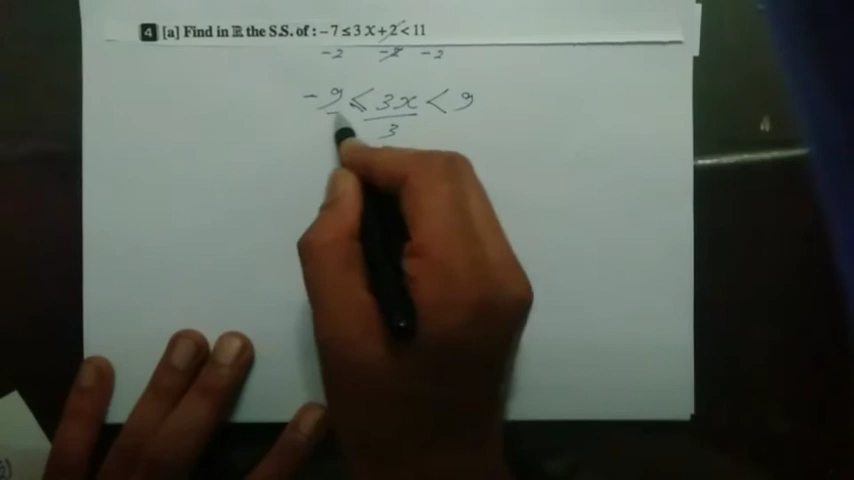 4 [a] Find in ℝ the S.S. of : – 7 ≤ 3 X + 2 < 11
-2 -2 -2
-9 ≤ 3x < 9
3